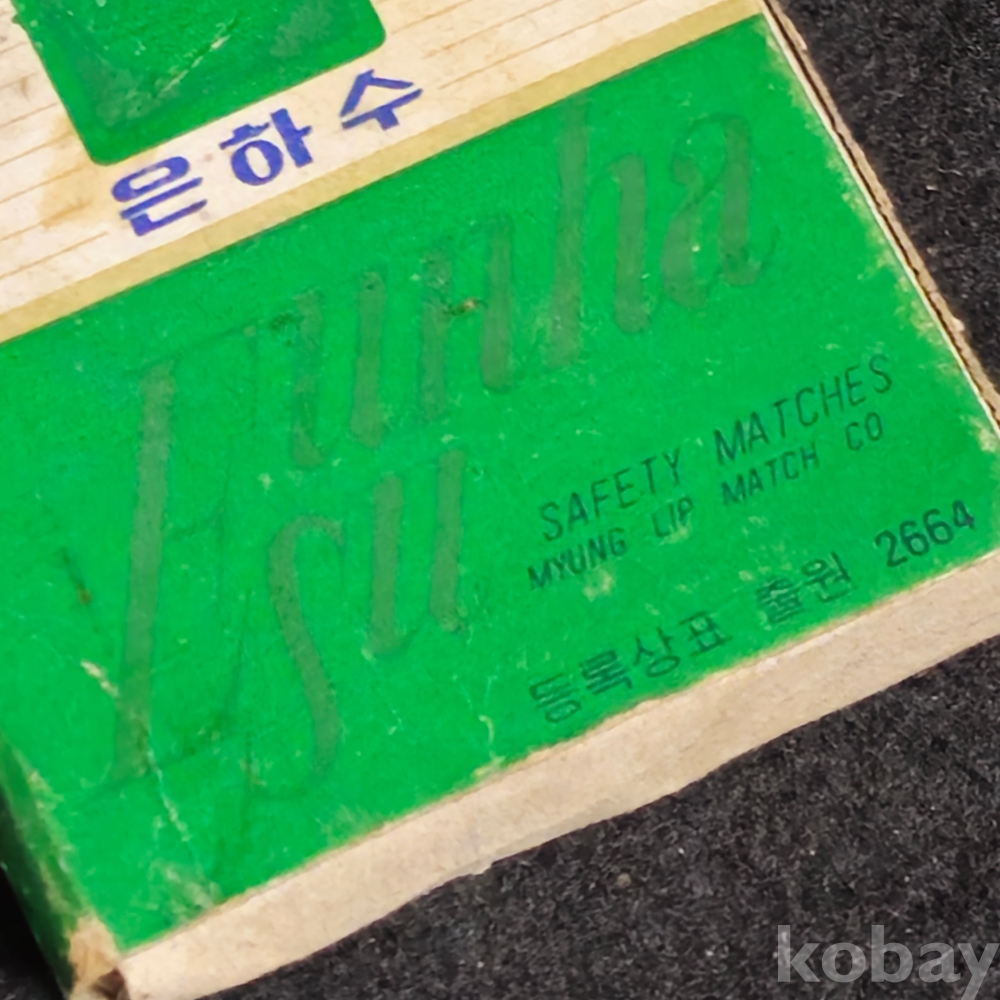 은하수
Eunha
su
SAFETY MATCHES
MYUNG LIP MATCH CO
등록상표 출원 2664
kobay